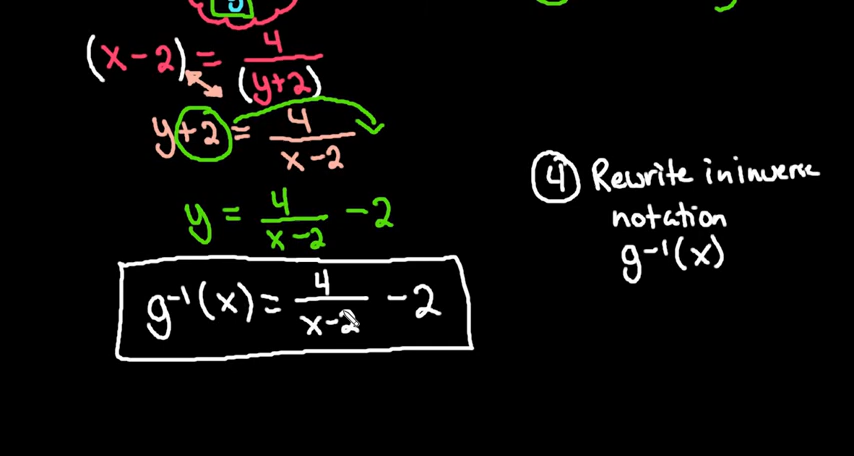 (x-2) = 4/(y+2)
y+2 = 4/x-2
y = 4/x-2 -2
g⁻¹(x) = 4/x-2 -2
4 Rewrite in inverse
notation
g⁻¹(x)